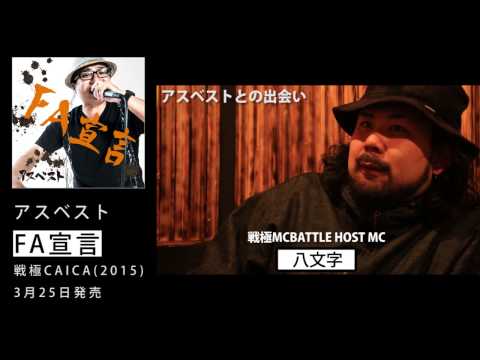 FA宣言
アスベスト
アスベスト
FA宣言
戦極CAICA(2015)
3月25日発売
アスベストとの出会い
戦極MCBATTLE HOST MC
八文字